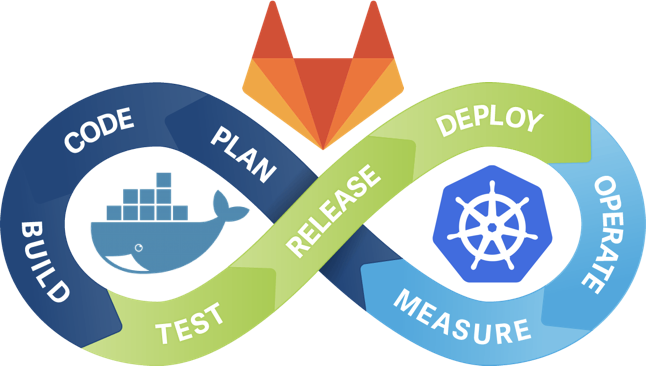 PLAN
CODE
BUILD
TEST
RELEASE
DEPLOY
OPERATE
MEASURE